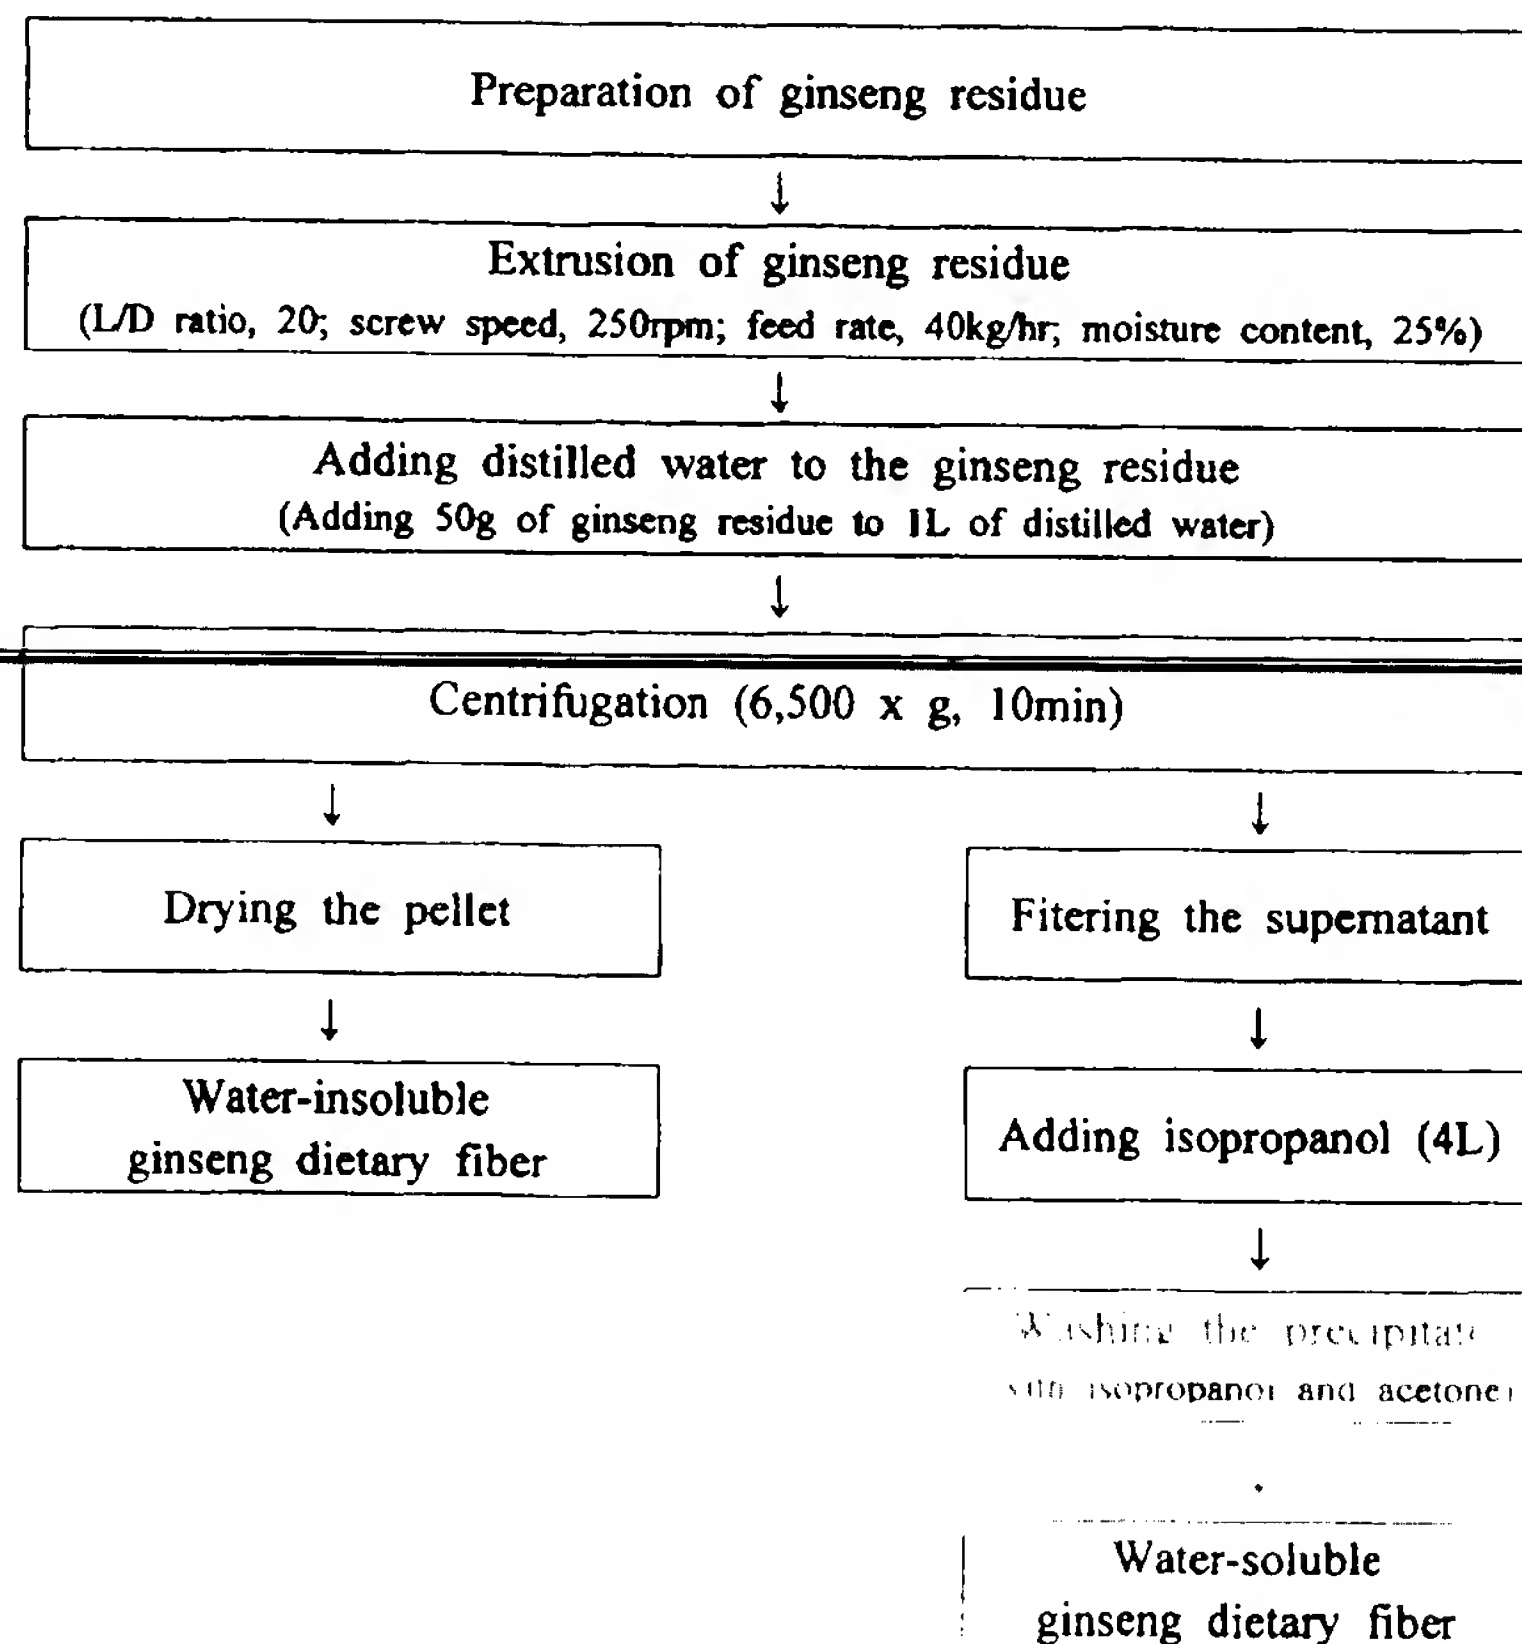 Preparation of ginseng residue
Extrusion of ginseng residue
(L/D ratio, 20; screw speed, 250rpm; feed rate, 40kg/hr; moisture content, 25%)
Adding distilled water to the ginseng residue
(Adding 50g of ginseng residue to 1L of distilled water)
Centrifugation (6,500 x g, 10min)
Drying the pellet
Water-insoluble
ginseng dietary fiber
Fitering the supernatant
Adding isopropanol (4L)
Washing the precipitate
isopropanol and acetone)
Water-soluble
ginseng dietary fiber